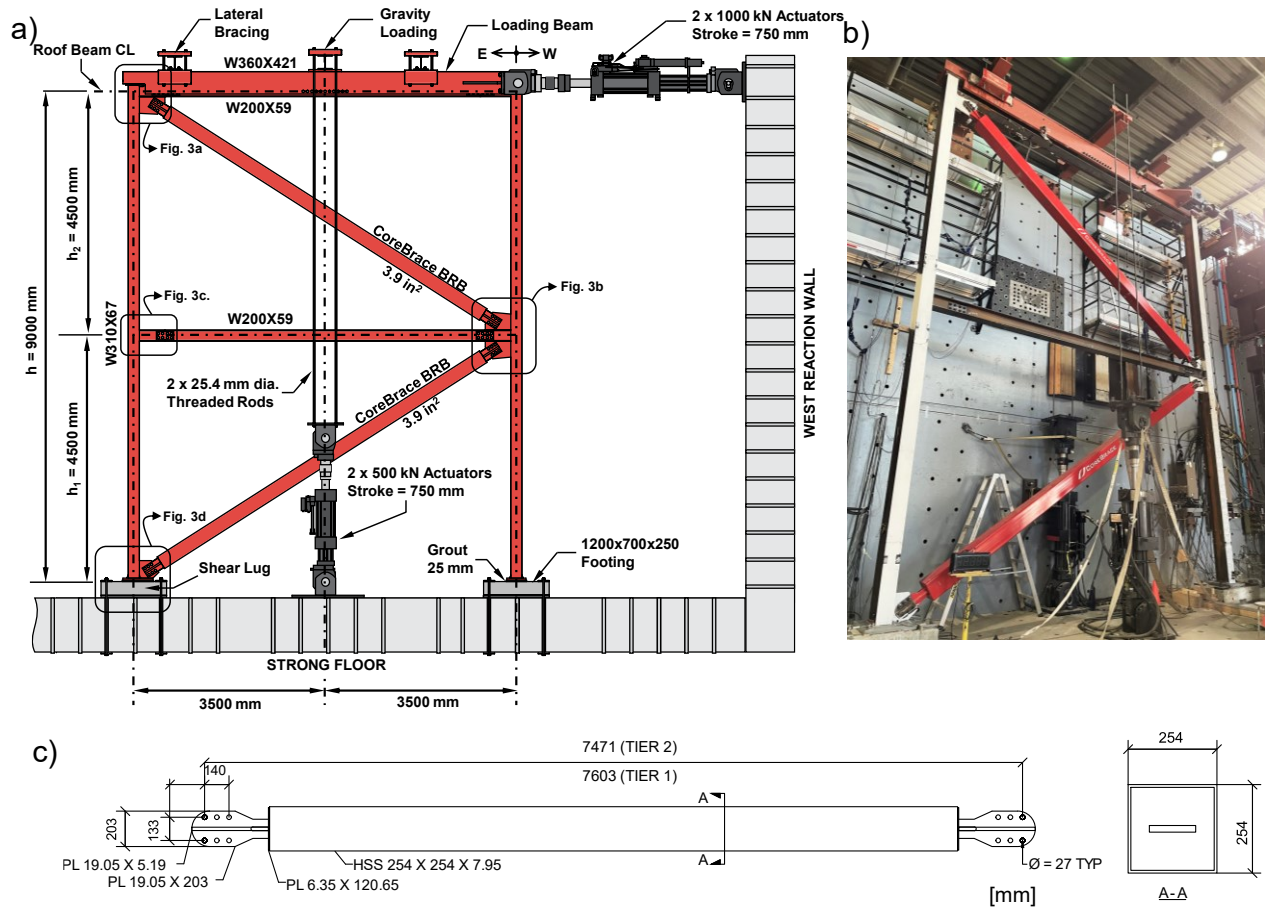 a)
Lateral
Bracing
Gravity
Loading
Loading Beam
2 x 1000 kN Actuators
Stroke = 750 mm
Roof Beam CL
W360X421
E
W
W200X59
Fig. 3a
h = 9000 mm
h2 = 4500 mm
CoreBrace BRB
3.9 in²
Fig. 3b
Fig. 3c.
W200X59
W310X67
h1 = 4500 mm
2 x 25.4 mm dia.
Threaded Rods
CoreBrace BRB
3.9 in²
2 x 500 kN Actuators
Stroke = 750 mm
Fig. 3d
Shear Lug
Grout
25 mm
1200x700x250
Footing
WEST REACTION WALL
STRONG FLOOR
3500 mm
3500 mm
b)
COREBRACE
c)
7471 (TIER 2)
7603 (TIER 1)
140
203
133
A
A
PL 19.05 X 5.19
PL 19.05 X 203
PL 6.35 X 120.65
HSS 254 X 254 X 7.95
Ø = 27 TYP
[mm]
254
254
A-A